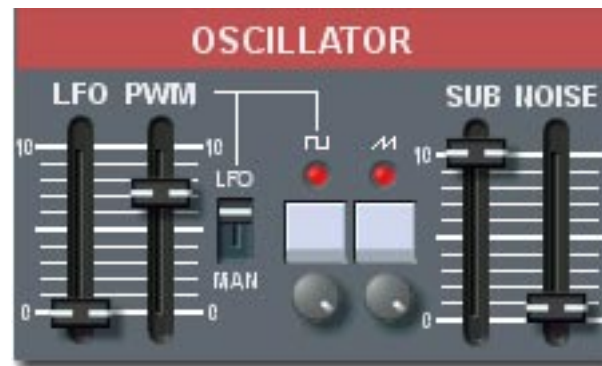 OSCILLATOR
LFO PWM SUB NOISE
10 10 10
LFO
MAN
0 0 0